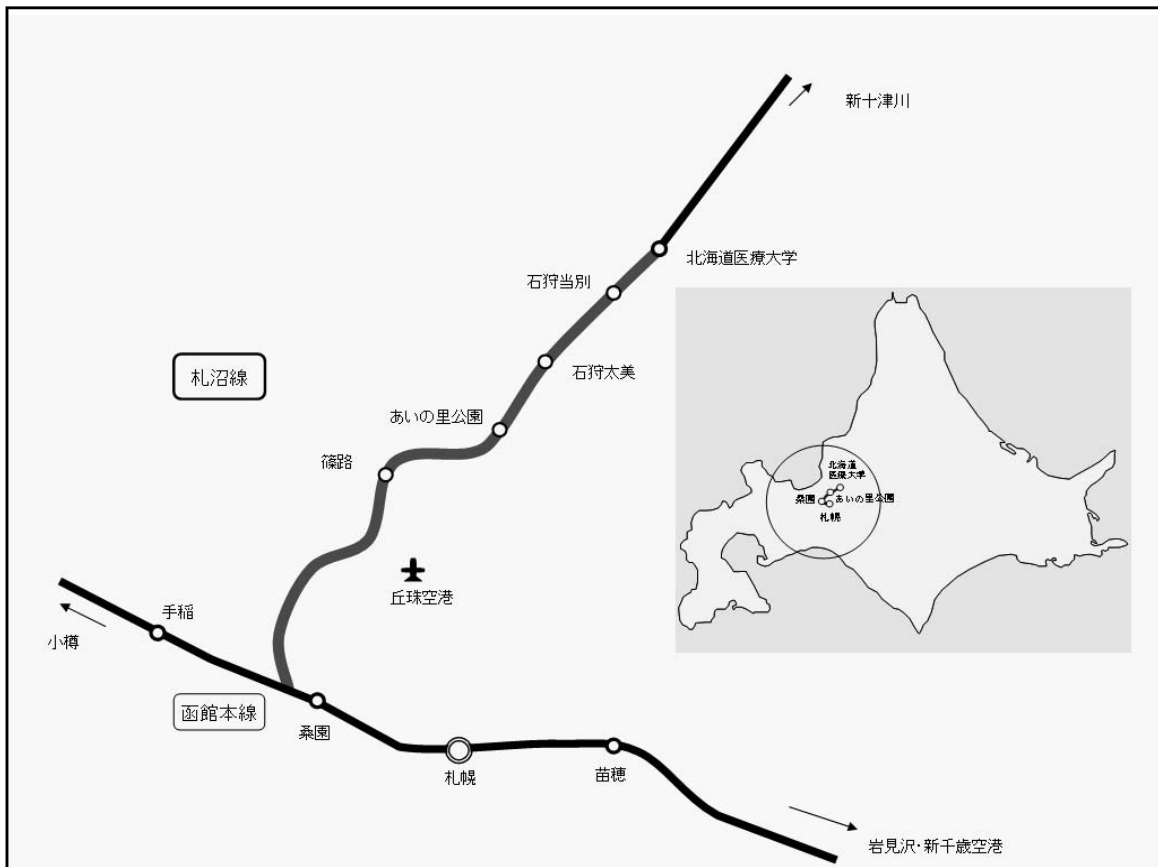 新十津川
北海道医療大学
石狩当別
石狩太美
札沼線
あいの里公園
篠路
北海道
医療大学
桑園
あいの里公園
札幌
丘珠空港
手稲
小樽
函館本線
桑園
札幌
苗穂
岩見沢・新千歳空港